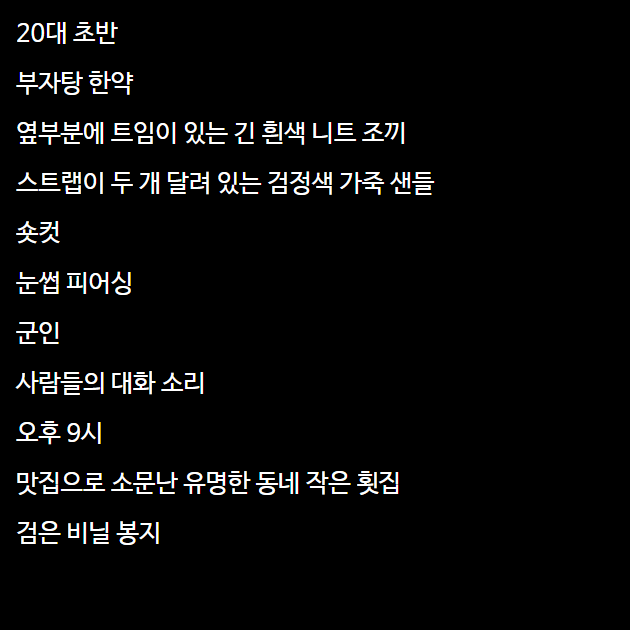 20대 초반
부자탕 한약
옆부분에 트임이 있는 긴 흰색 니트 조끼
스트랩이 두 개 달려 있는 검정색 가죽 샌들
숏컷
눈썹 피어싱
군인
사람들의 대화 소리
오후 9시
맛집으로 소문난 유명한 동네 작은 횟집
검은 비닐 봉지